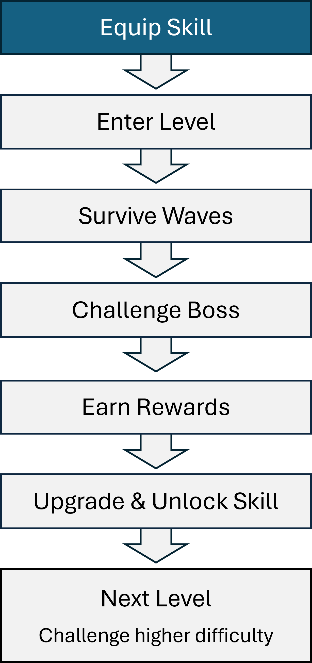 Equip Skill
Enter Level
Survive Waves
Challenge Boss
Earn Rewards
Upgrade & Unlock Skill
Next Level
Challenge higher difficulty